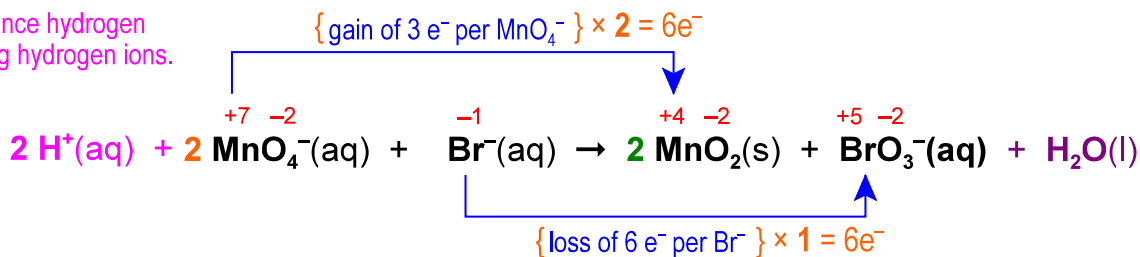 nce hydrogen
g hydrogen ions.
{ gain of 3 e⁻ per MnO₄⁻ } × 2 = 6e⁻
+7 –2 –1 +4 –2 +5 –2
2 H⁺(aq) + 2 MnO₄⁻(aq) + Br⁻(aq) → 2 MnO₂(s) + BrO₃⁻(aq) + H₂O(l)
{ loss of 6 e⁻ per Br⁻ } × 1 = 6e⁻